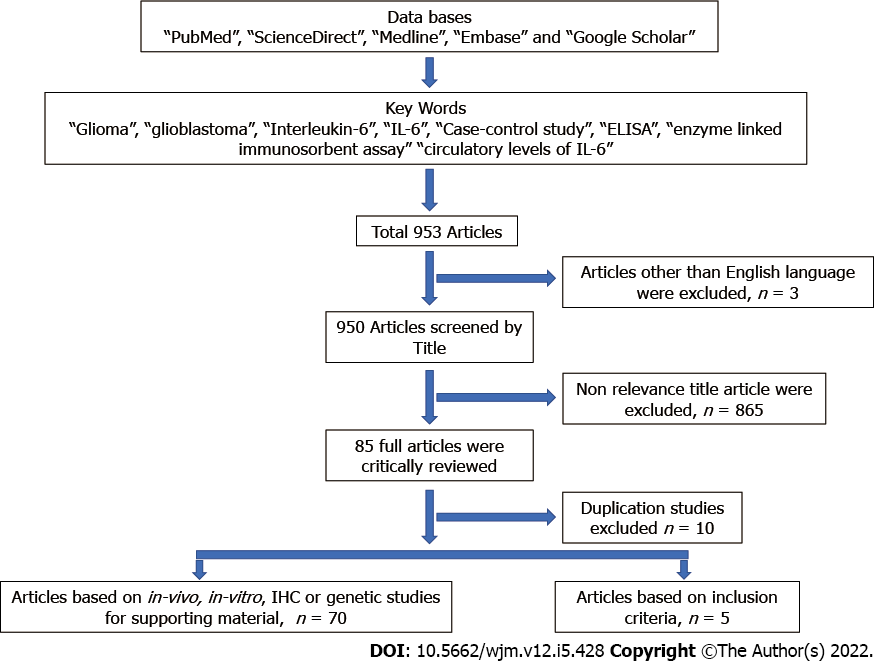 Data bases
“PubMed”, “ScienceDirect”, “Medline”, “Embase” and “Google Scholar”
Key Words
“Glioma”, “glioblastoma”, “Interleukin-6”, “IL-6”, “Case-control study”, “ELISA”, “enzyme linked
immunosorbent assay” “circulatory levels of IL-6”
Total 953 Articles
Articles other than English language
were excluded, n = 3
950 Articles screened by
Title
Non relevance title article were
excluded, n = 865
85 full articles were
critically reviewed
Duplication studies
excluded n = 10
Articles based on in-vivo, in-vitro, IHC or genetic studies
for supporting material, n = 70
Articles based on inclusion
criteria, n = 5
DOI: 10.5662/wjm.v12.i5.428 Copyright ©The Author(s) 2022.